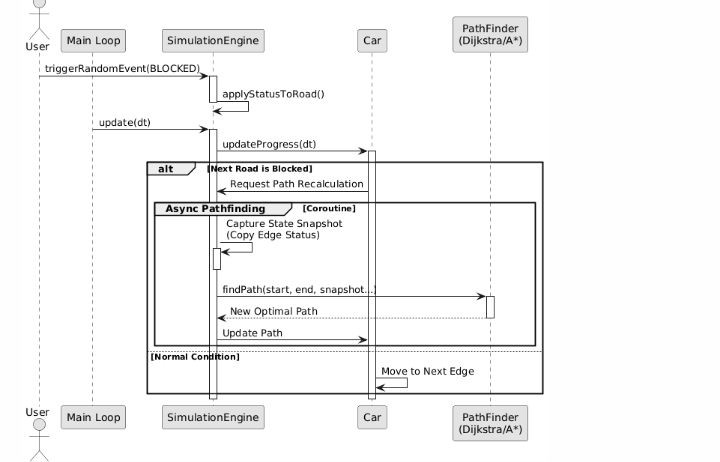 User
Main Loop
SimulationEngine
Car
PathFinder
(Dijkstra/A*)
triggerRandomEvent(BLOCKED)
applyStatusToRoad()
update(dt)
updateProgress(dt)
alt [Next Road is Blocked]
Request Path Recalculation
Async Pathfinding [Coroutine]
Capture State Snapshot
(Copy Edge Status)
findPath(start, end, snapshot...)
New Optimal Path
Update Path
[Normal Condition]
Move to Next Edge
User
Main Loop
SimulationEngine
Car
PathFinder
(Dijkstra/A*)